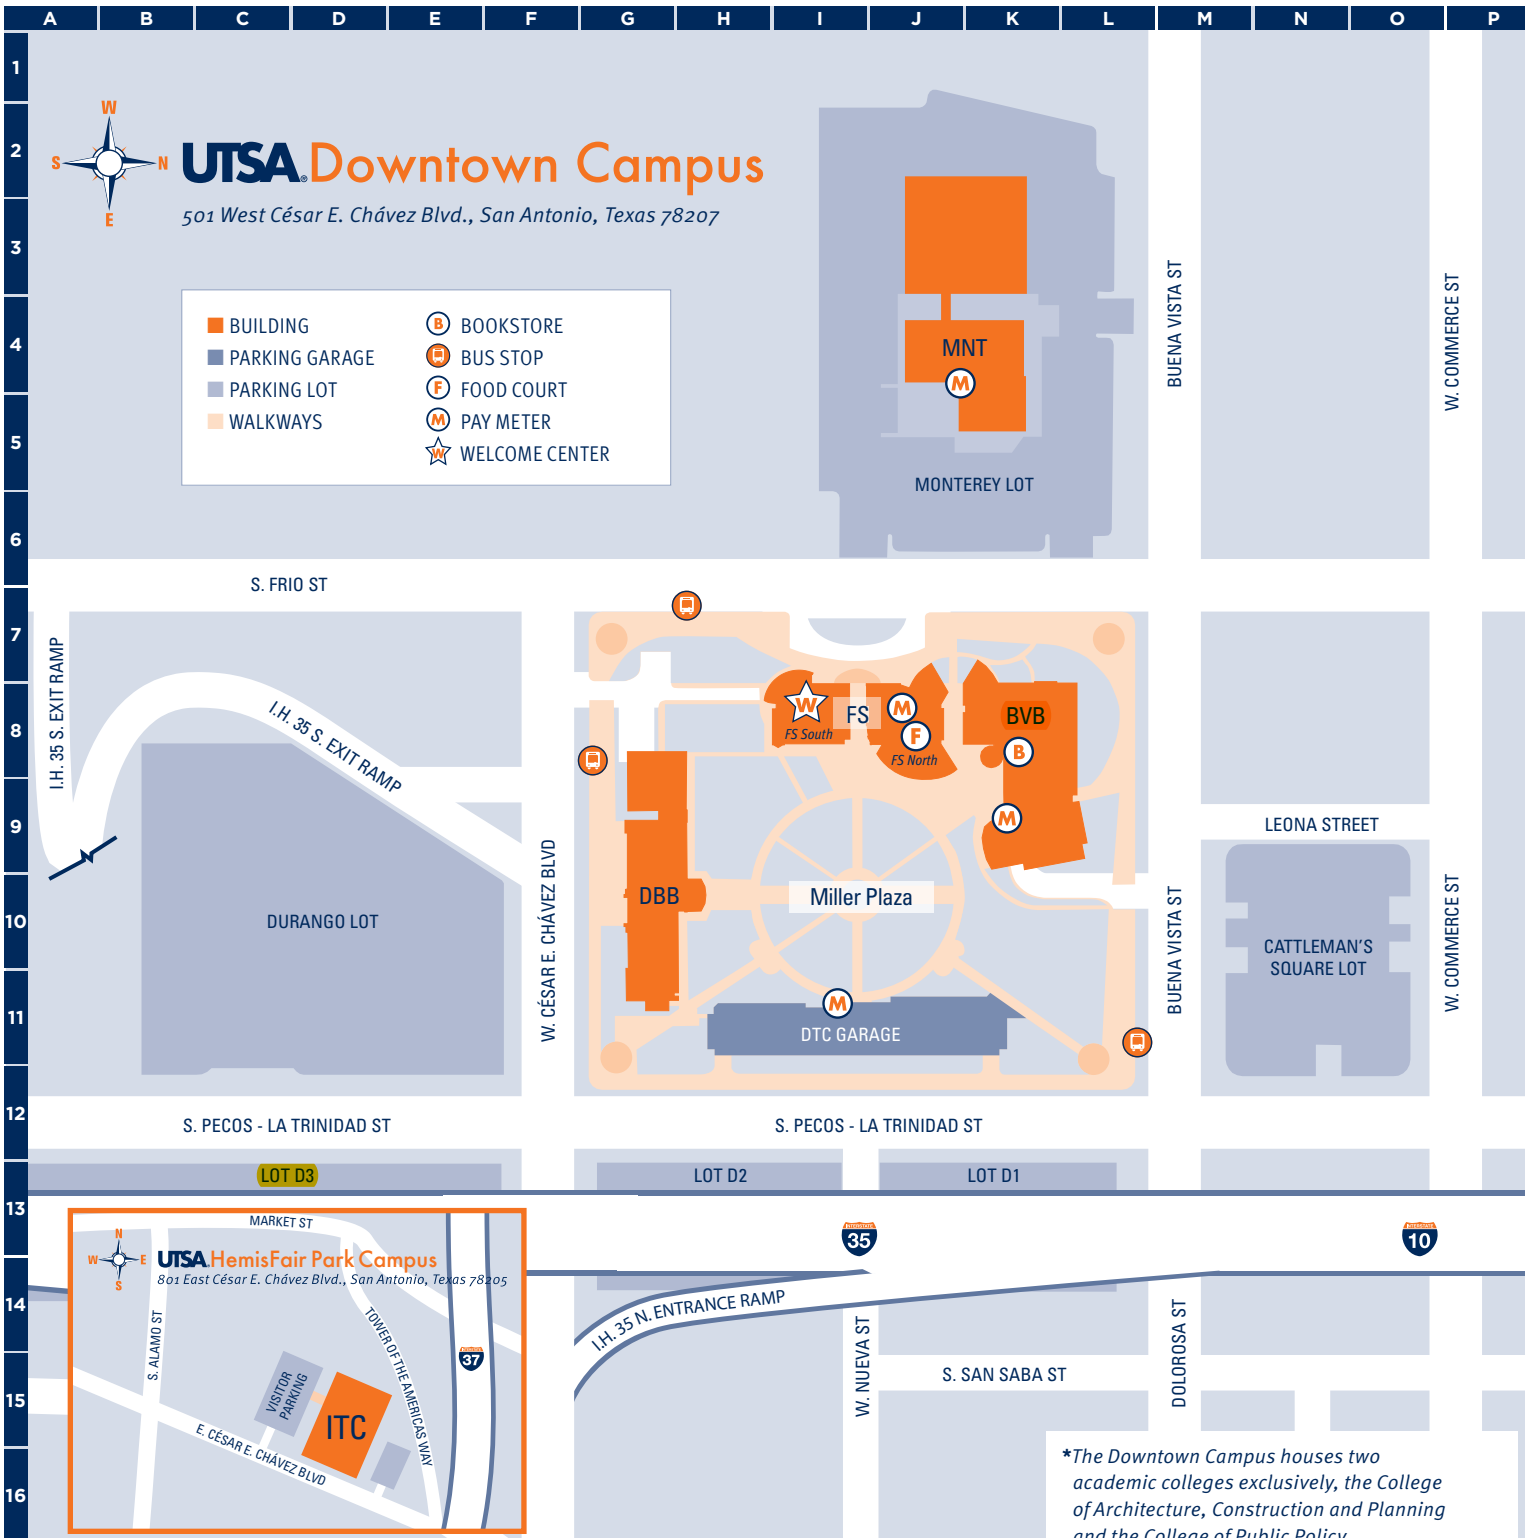 A B C D E F G H I J K L M N O P
1
2
3
4
5
6
7
8
9
10
11
12
13
14
15
16
W
S N
E
UTSA® Downtown Campus
501 West César E. Chávez Blvd., San Antonio, Texas 78207
BUILDING
PARKING GARAGE
PARKING LOT
WALKWAYS
B BOOKSTORE
BUS STOP
F FOOD COURT
M PAY METER
W WELCOME CENTER
MNT
M
MONTEREY LOT
BUENA VISTA ST
W. COMMERCE ST
S. FRIO ST
I.H. 35 S. EXIT RAMP
I.H. 35 S. EXIT RAMP
DURANGO LOT
W. CÉSAR E. CHÁVEZ BLVD
W
FS
FS South
M
F
FS North
BVB
B
M
DBB
Miller Plaza
M
DTC GARAGE
LEONA STREET
BUENA VISTA ST
CATTLEMAN'S
SQUARE LOT
W. COMMERCE ST
S. PECOS - LA TRINIDAD ST
S. PECOS - LA TRINIDAD ST
LOT D3
LOT D2
LOT D1
INTERSTATE
35
INTERSTATE
10
MARKET ST
N
W E
S
UTSA HemisFair Park Campus
801 East César E. Chávez Blvd., San Antonio, Texas 78205
S. ALAMO ST
TOWER OF THE AMERICAS WAY
37
VISITOR
PARKING
ITC
E. CÉSAR E. CHÁVEZ BLVD
I.H. 35 N. ENTRANCE RAMP
W. NUEVA ST
S. SAN SABA ST
DOLOROSA ST
*The Downtown Campus houses two
academic colleges exclusively, the College
of Architecture, Construction and Planning
and the College of Public Policy